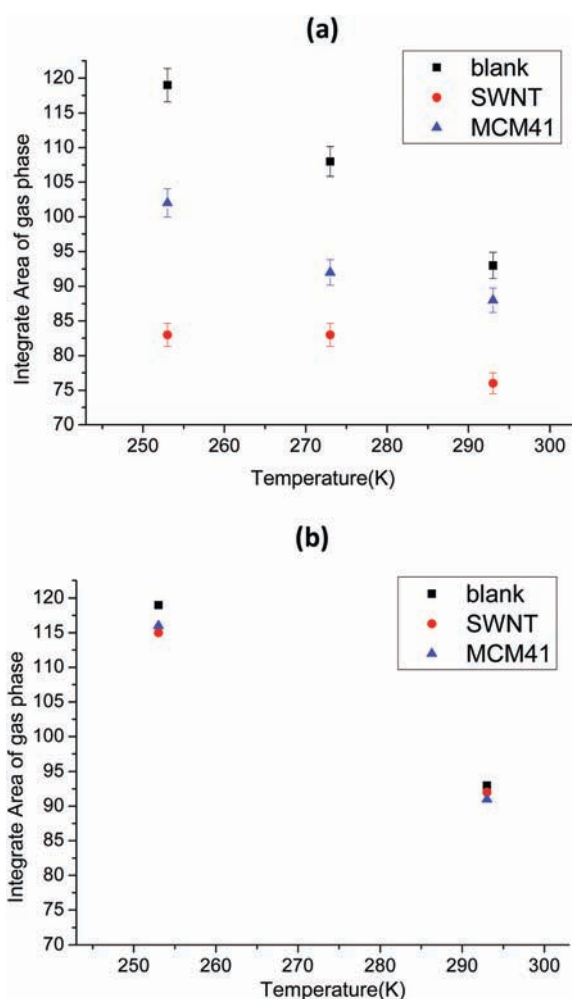 (a)
blank
SWNT
MCM41
120
115
110
105
100
95
90
85
80
75
70
Integrate Area of gas phase
250 260 270 280 290 300
Temperature(K)
(b)
blank
SWNT
MCM41
120
115
110
105
100
95
90
85
80
75
70
Integrate Area of gas phase
250 260 270 280 290 300
Temperature(K)